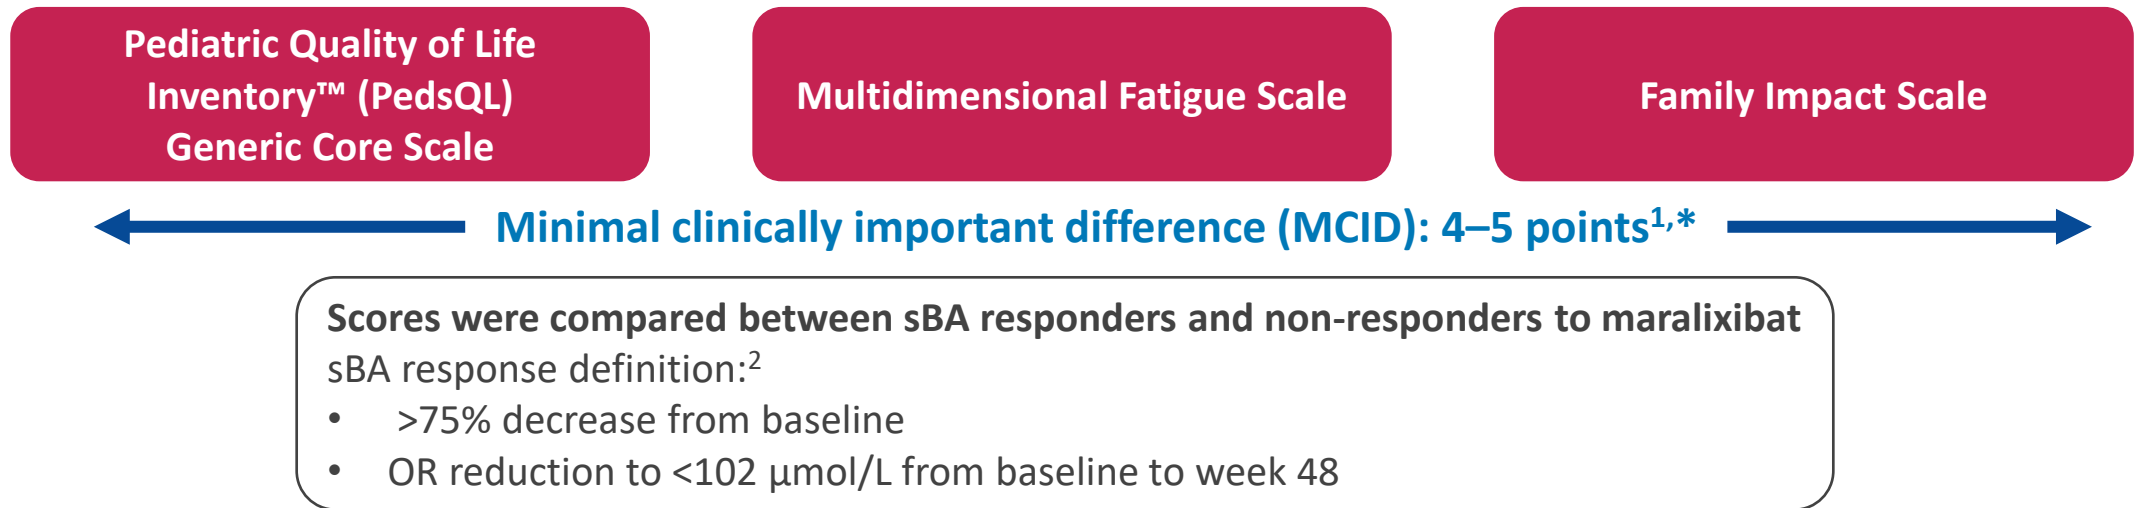 Pediatric Quality of Life
Inventory™ (PedsQL)
Generic Core Scale
Multidimensional Fatigue Scale
Family Impact Scale
Minimal clinically important difference (MCID): 4–5 points¹,*
Scores were compared between sBA responders and non-responders to maralixibat
sBA response definition:²
• >75% decrease from baseline
• OR reduction to <102 µmol/L from baseline to week 48